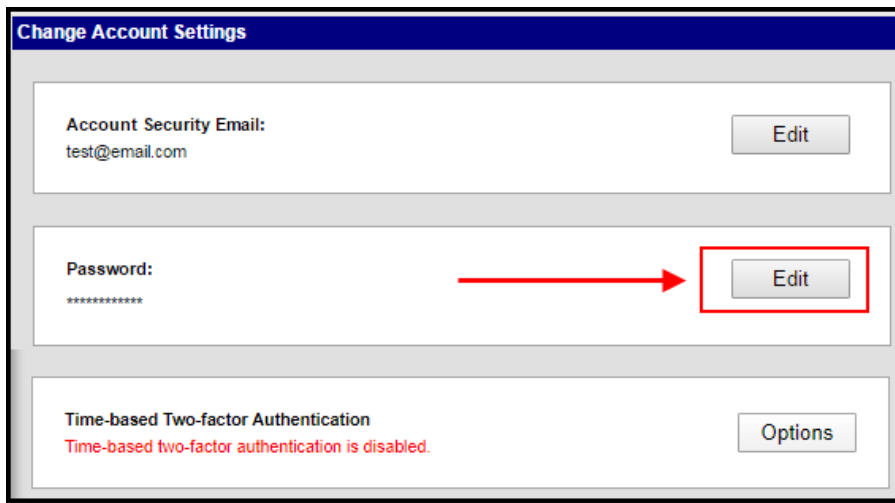 Change Account Settings
Account Security Email:
test@email.com
Edit
Password:
************
Edit
Time-based Two-factor Authentication
Time-based two-factor authentication is disabled.
Options